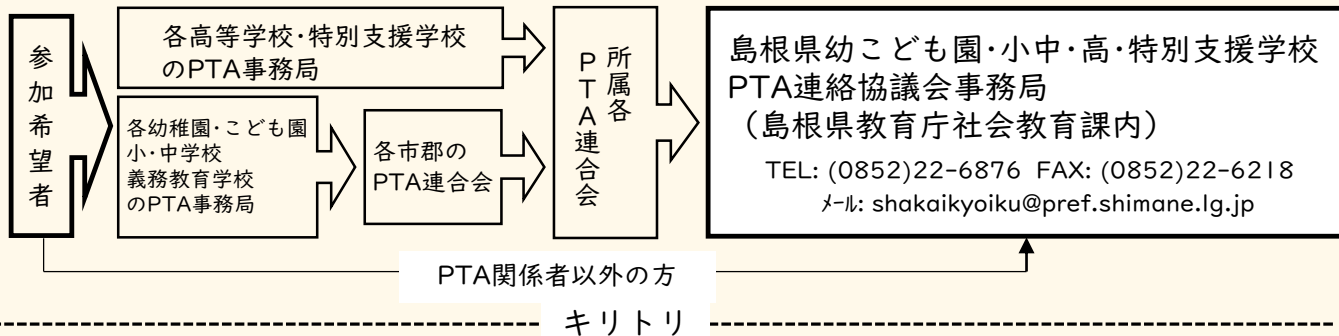 参加希望者
各高等学校・特別支援学校
のPTA事務局
各幼稚園・こども園
小・中学校
義務教育学校
のPTA事務局
各市郡の
PTA連合会
所属各
PTA連合会
島根県幼こども園・小中・高・特別支援学校
PTA連絡協議会事務局
（島根県教育庁社会教育課内）
TEL: (0852)22-6876 FAX: (0852)22-6218
ﾒｰﾙ: shakaikyoiku@pref.shimane.lg.jp
PTA関係者以外の方
キリトリ